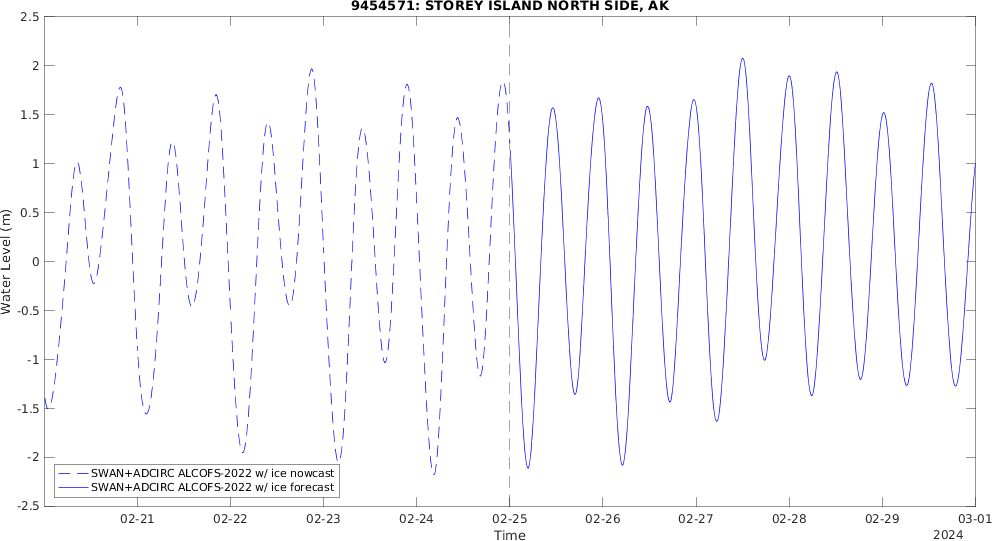 9454571: STOREY ISLAND NORTH SIDE, AK
2.5
2
1.5
1
0.5
0
-0.5
-1
-1.5
-2
-2.5
Water Level (m)
SWAN+ADCIRC ALCOFS-2022 w/ ice nowcast
SWAN+ADCIRC ALCOFS-2022 w/ ice forecast
02-21 02-22 02-23 02-24 02-25 02-26 02-27 02-28 02-29 03-01
Time
2024